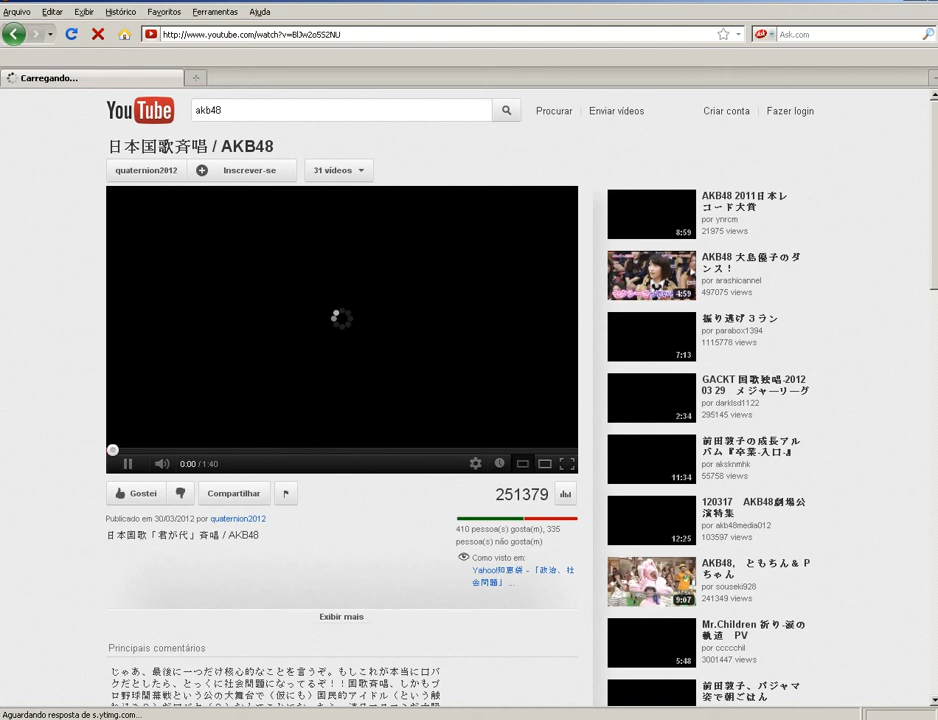 Arquivo Editar Exibir Histórico Favoritos Ferramentas Ajuda
http://www.youtube.com/watch?v=BlJw2o5S2NU
Ask.com
Carregando...
YouTube
akb48
Procurar
Enviar vídeos
Criar conta
Fazer login
日本国歌斉唱 / AKB48
quaternion2012
Inscrever-se
31 vídeos
0:00 / 1:40
Gostei
Compartilhar
251379
Publicado em 30/03/2012 por quaternion2012
日本国歌「君が代」斉唱 / AKB48
410 pessoa(s) gosta(m), 335
pessoa(s) não gosta(m)
Como visto em:
Yahoo!知恵袋 - 「政治、社
会問題」 ...
Exibir mais
Principais comentários
じゃあ、最後に一つだけ核心的なことを言うぞ。もしこれが本当に口パ
クだとしたら、とっくに社会問題になってるぞ！！国歌斉唱、しかもプ
ロ野球開幕戦という公の大舞台で（仮にも）国民的アイドル（という触
AKB48 2011日本レ
コード大賞
por ynrcm
21975 views
8:59
AKB48 大島優子のダ
ンス！
por arashicannel
497075 views
4:59
振り逃げ３ラン
por parabox1394
1115778 views
7:13
GACKT 国歌独唱-2012
03 29 メジャーリーグ
por darklsd1122
295145 views
2:34
前田敦子の成長アル
バム『卒業-入口-』
por aksknmhk
55758 views
11:34
120317 AKB48劇場公
演特集
por akb48media012
103597 views
12:25
AKB48, ともちん＆ P
ちゃん
por souseki928
241349 views
9:07
Mr.Children 祈り-涙の
軌道 PV
por ccccchil
3001447 views
5:48
前田敦子、パジャマ
姿で朝ごはん
Aguardando resposta de s.ytimg.com...